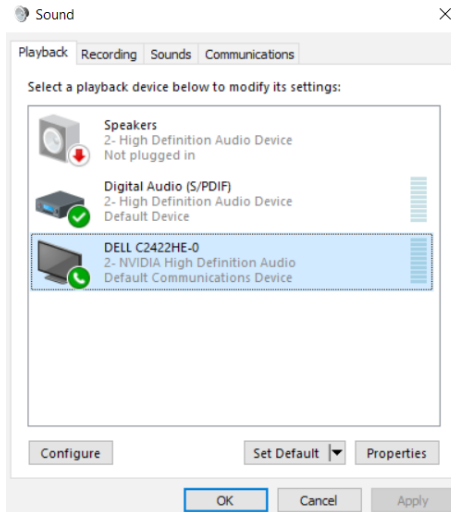 Sound
Playback Recording Sounds Communications
Select a playback device below to modify its settings:
Speakers
2- High Definition Audio Device
Not plugged in
Digital Audio (S/PDIF)
2- High Definition Audio Device
Default Device
DELL C2422HE-0
2- NVIDIA High Definition Audio
Default Communications Device
Configure Set Default Properties
OK Cancel Apply